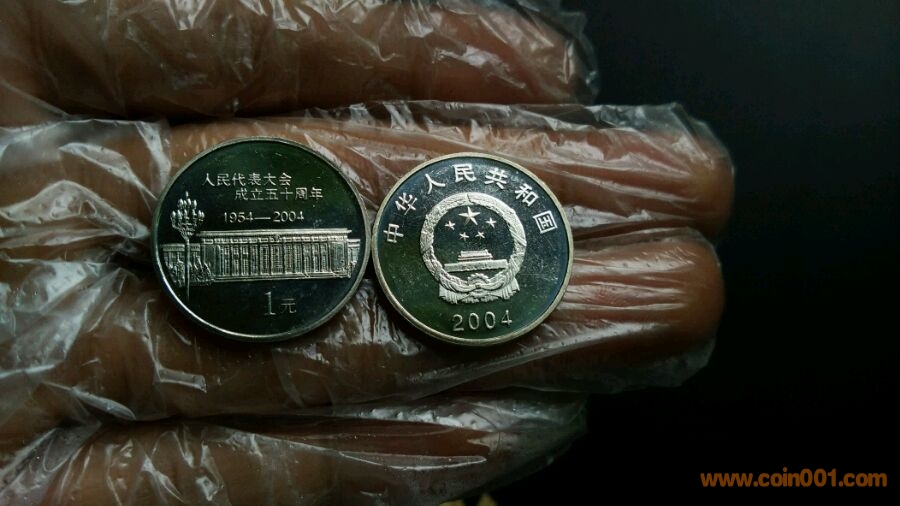 人民代表大会
成立五十周年
1954—2004
1元
中华人民共和国
2004
www.coin001.com